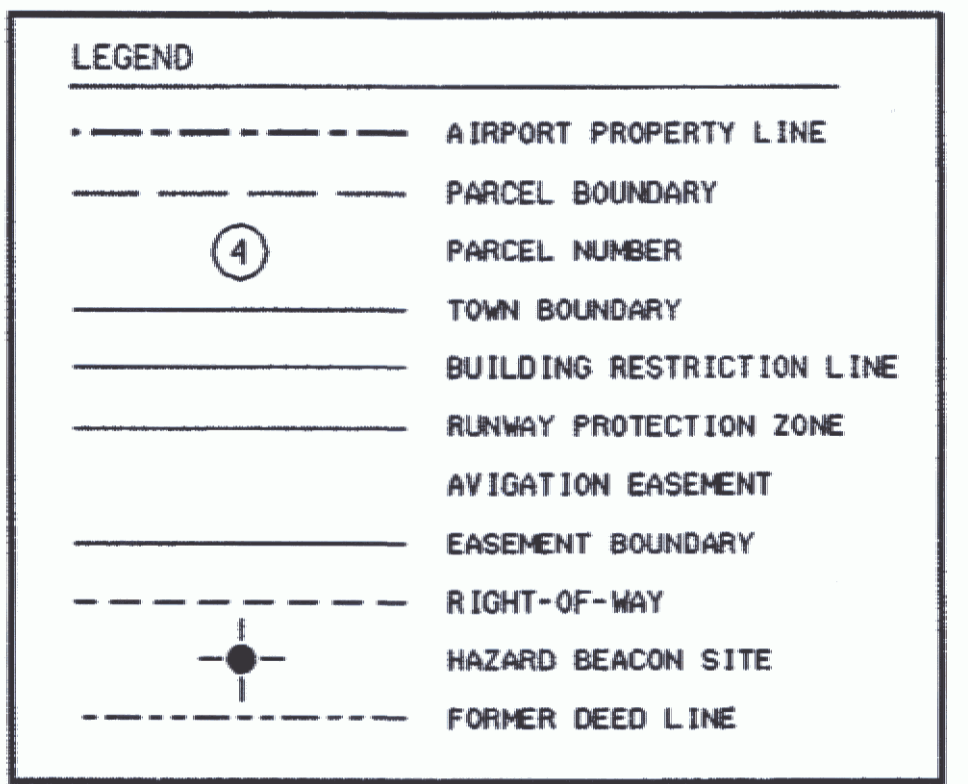 LEGEND
AIRPORT PROPERTY LINE
PARCEL BOUNDARY
4 PARCEL NUMBER
TOWN BOUNDARY
BUILDING RESTRICTION LINE
RUNWAY PROTECTION ZONE
AVIGATION EASEMENT
EASEMENT BOUNDARY
RIGHT-OF-WAY
HAZARD BEACON SITE
FORMER DEED LINE